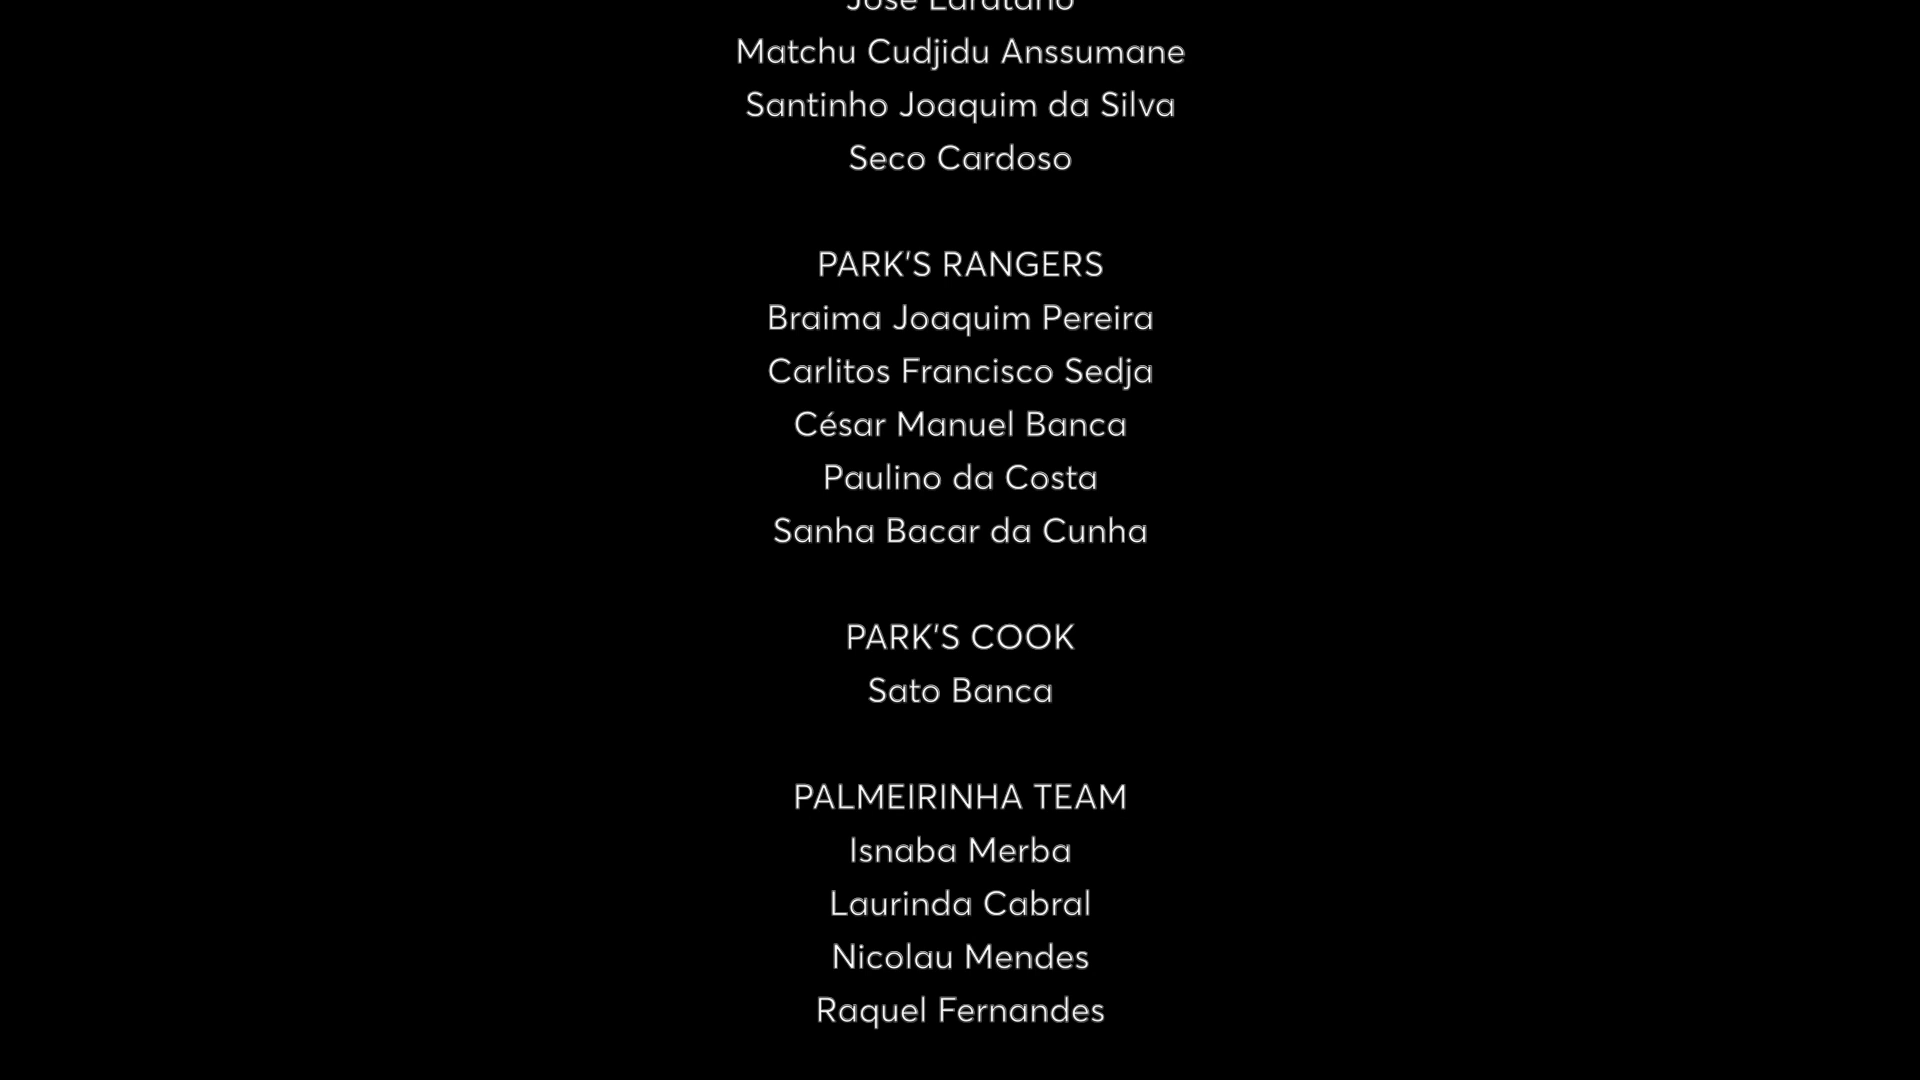 José
Matchu Cudjidu Anssumane
Santinho Joaquim da Silva
Seco Cardoso
PARK'S RANGERS
Braima Joaquim Pereira
Carlitos Francisco Sedja
César Manuel Banca
Paulino da Costa
Sanha Bacar da Cunha
PARK'S COOK
Sato Banca
PALMEIRINHA TEAM
Isnaba Merba
Laurinda Cabral
Nicolau Mendes
Raquel Fernandes